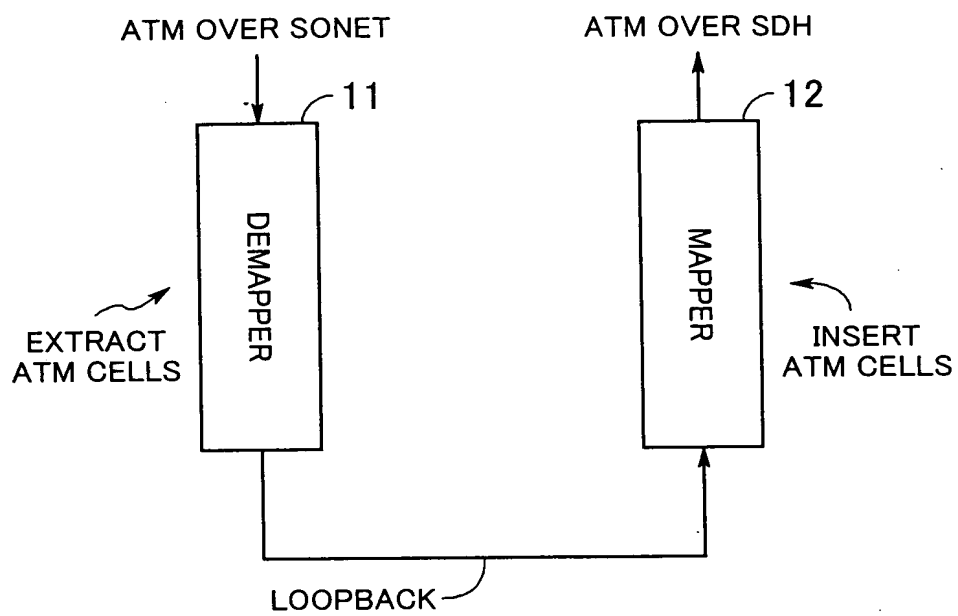 ATM OVER SONET
ATM OVER SDH
11
12
DEMAPPER
MAPPER
EXTRACT
ATM CELLS
INSERT
ATM CELLS
LOOPBACK